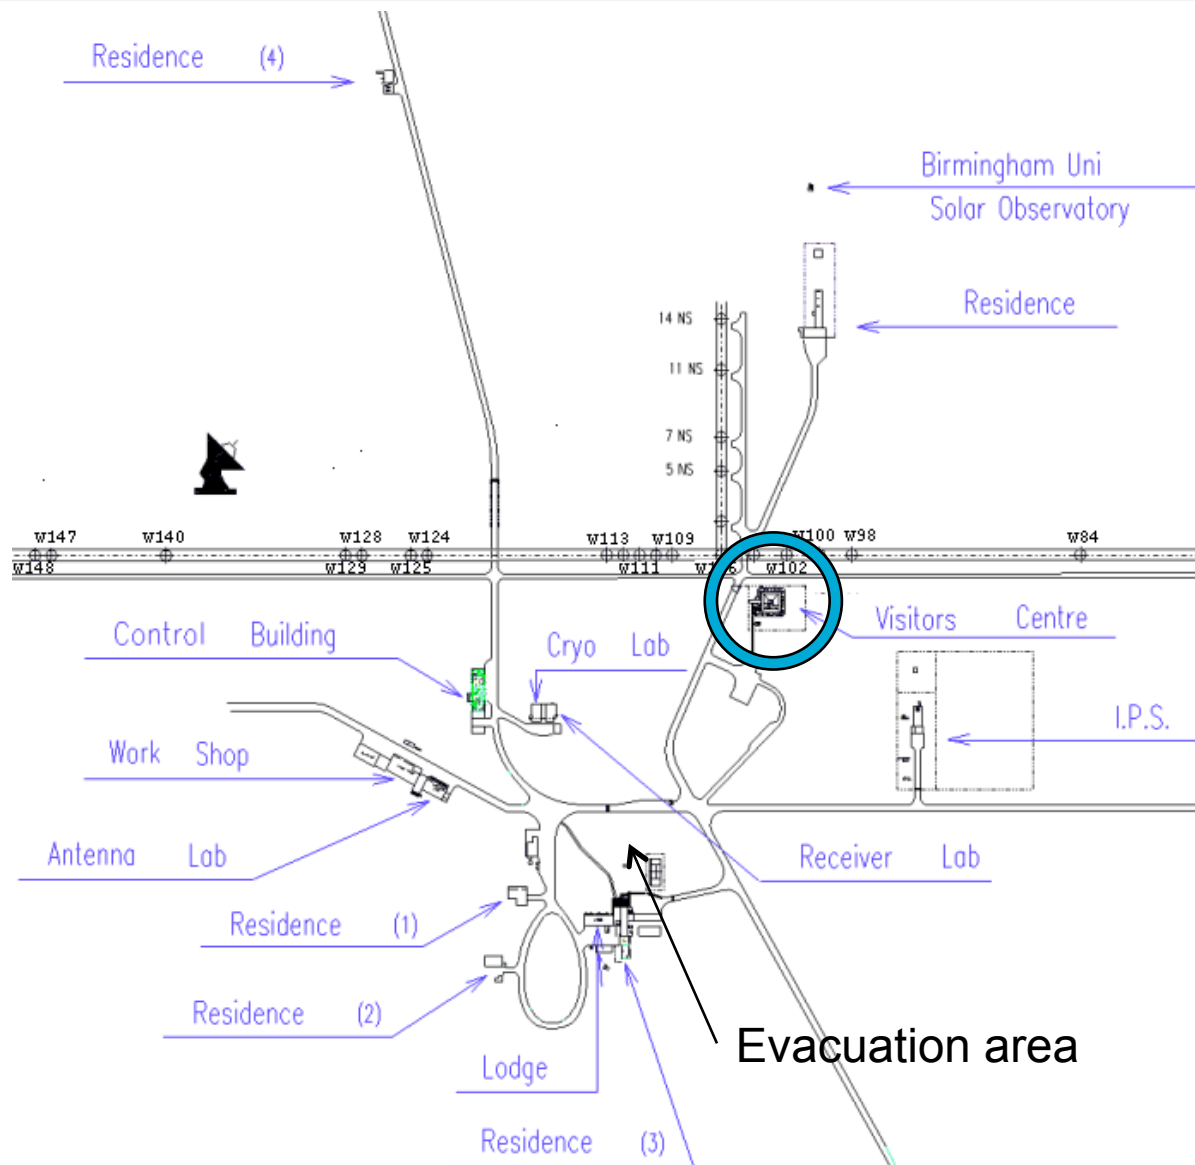 Residence (4)
Birmingham Uni
Solar Observatory
Residence
14 NS
11 NS
7 NS
5 NS
W147
W140
W128
W124
W113
W109
W100
W98
W84
W148
W129
W125
W111
W102
Control Building
Cryo Lab
Visitors Centre
I.P.S.
Work Shop
Antenna Lab
Receiver Lab
Residence (1)
Residence (2)
Evacuation area
Lodge
Residence (3)